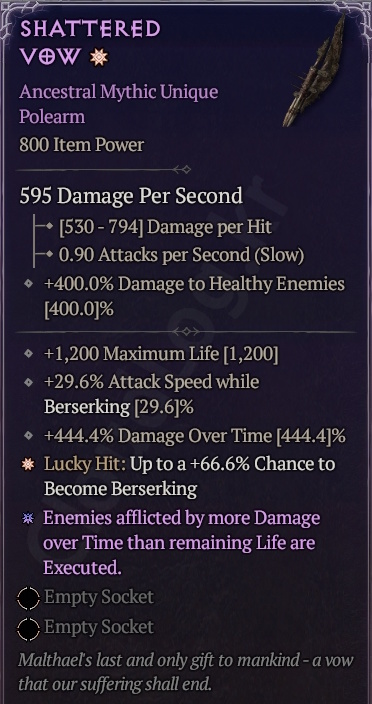 SHATTERED
VOW
Ancestral Mythic Unique
Polearm
800 Item Power
595 Damage Per Second
[530 - 794] Damage per Hit
0.90 Attacks per Second (Slow)
+400.0% Damage to Healthy Enemies
[400.0]%
+1,200 Maximum Life [1,200]
+29.6% Attack Speed while
Berserking [29.6]%
+444.4% Damage Over Time [444.4]%
Lucky Hit: Up to a +66.6% Chance to
Become Berserking
Enemies afflicted by more Damage
over Time than remaining Life are
Executed.
Empty Socket
Empty Socket
Malthael's last and only gift to mankind - a vow
that our suffering shall end.